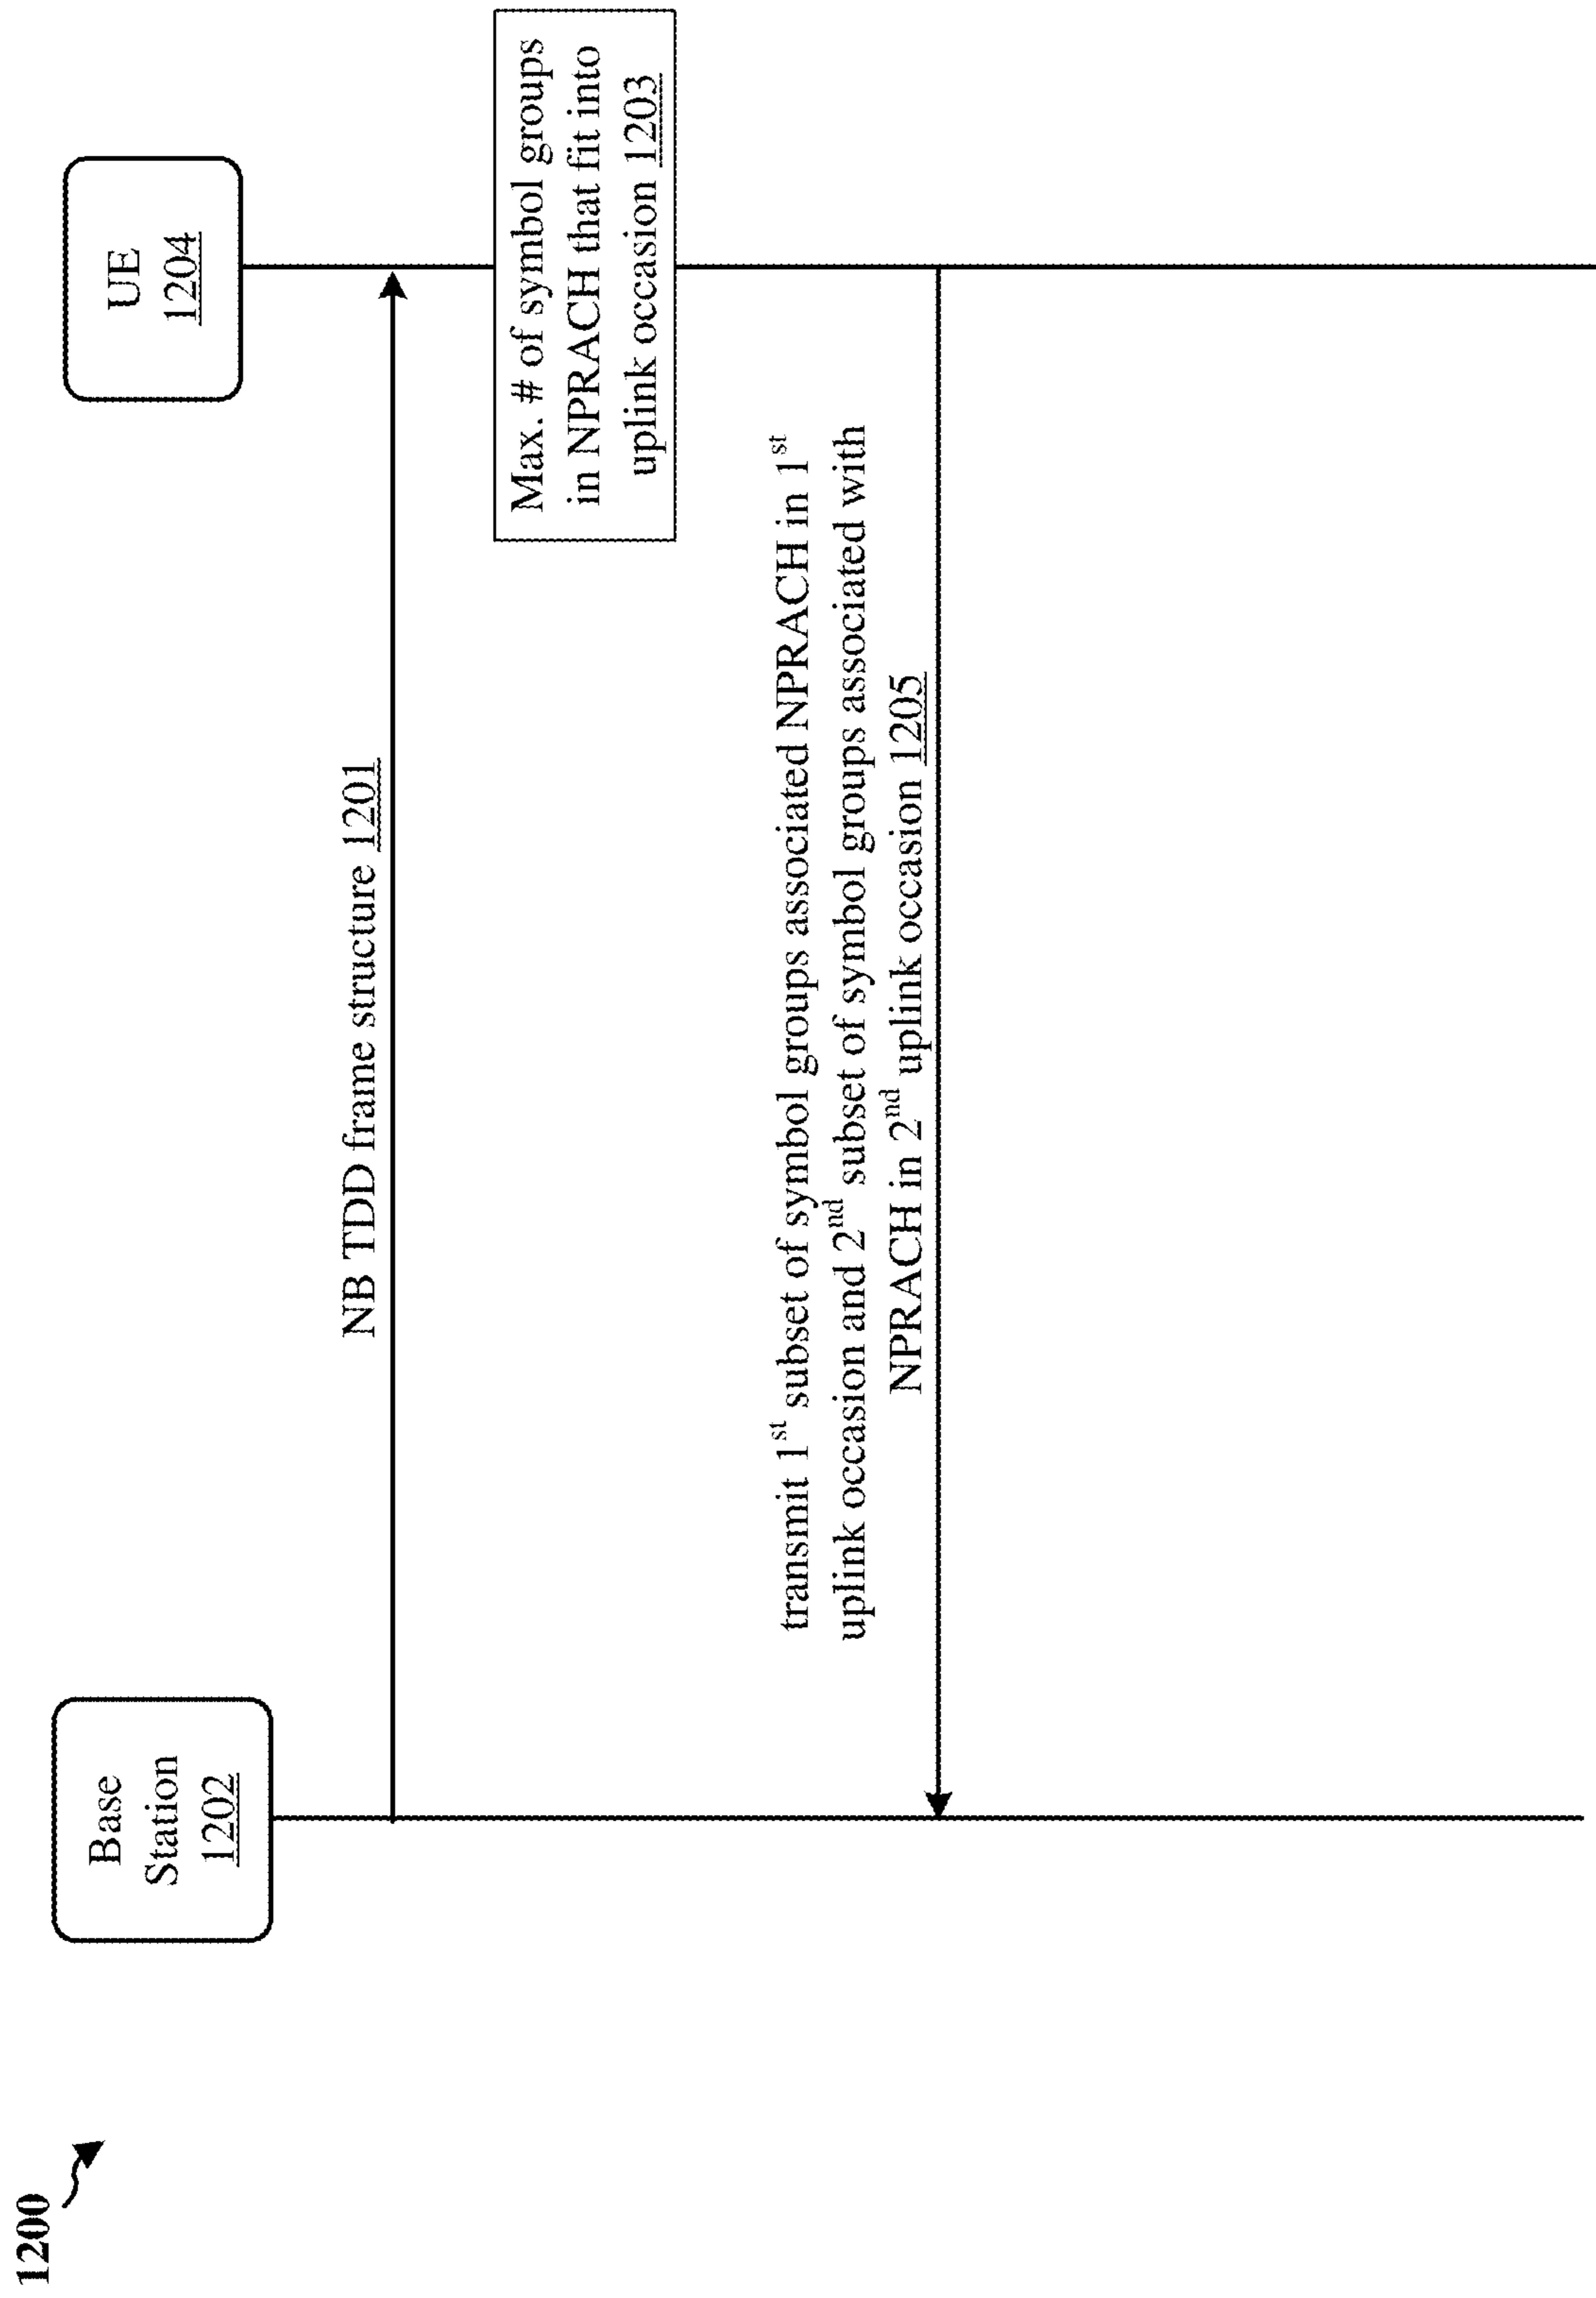 1200
Base
Station
1202
UE
1204
NB TDD frame structure 1201
Max. # of symbol groups
in NPRACH that fit into
uplink occasion 1203
transmit 1st subset of symbol groups associated NPRACH in 1st
uplink occasion and 2nd subset of symbol groups associated with
NPRACH in 2nd uplink occasion 1205